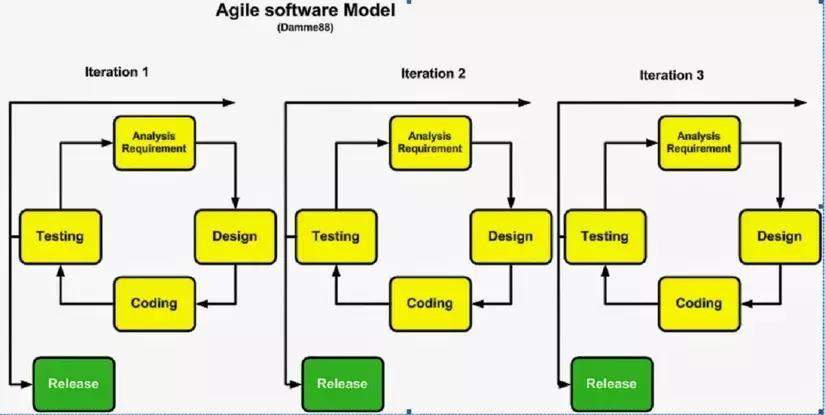 Agile software Model
(Damme88)
Iteration 1
Iteration 2
Iteration 3
Analysis
Requirement
Testing
Design
Coding
Release
Analysis
Requirement
Testing
Design
Coding
Release
Analysis
Requirement
Testing
Design
Coding
Release